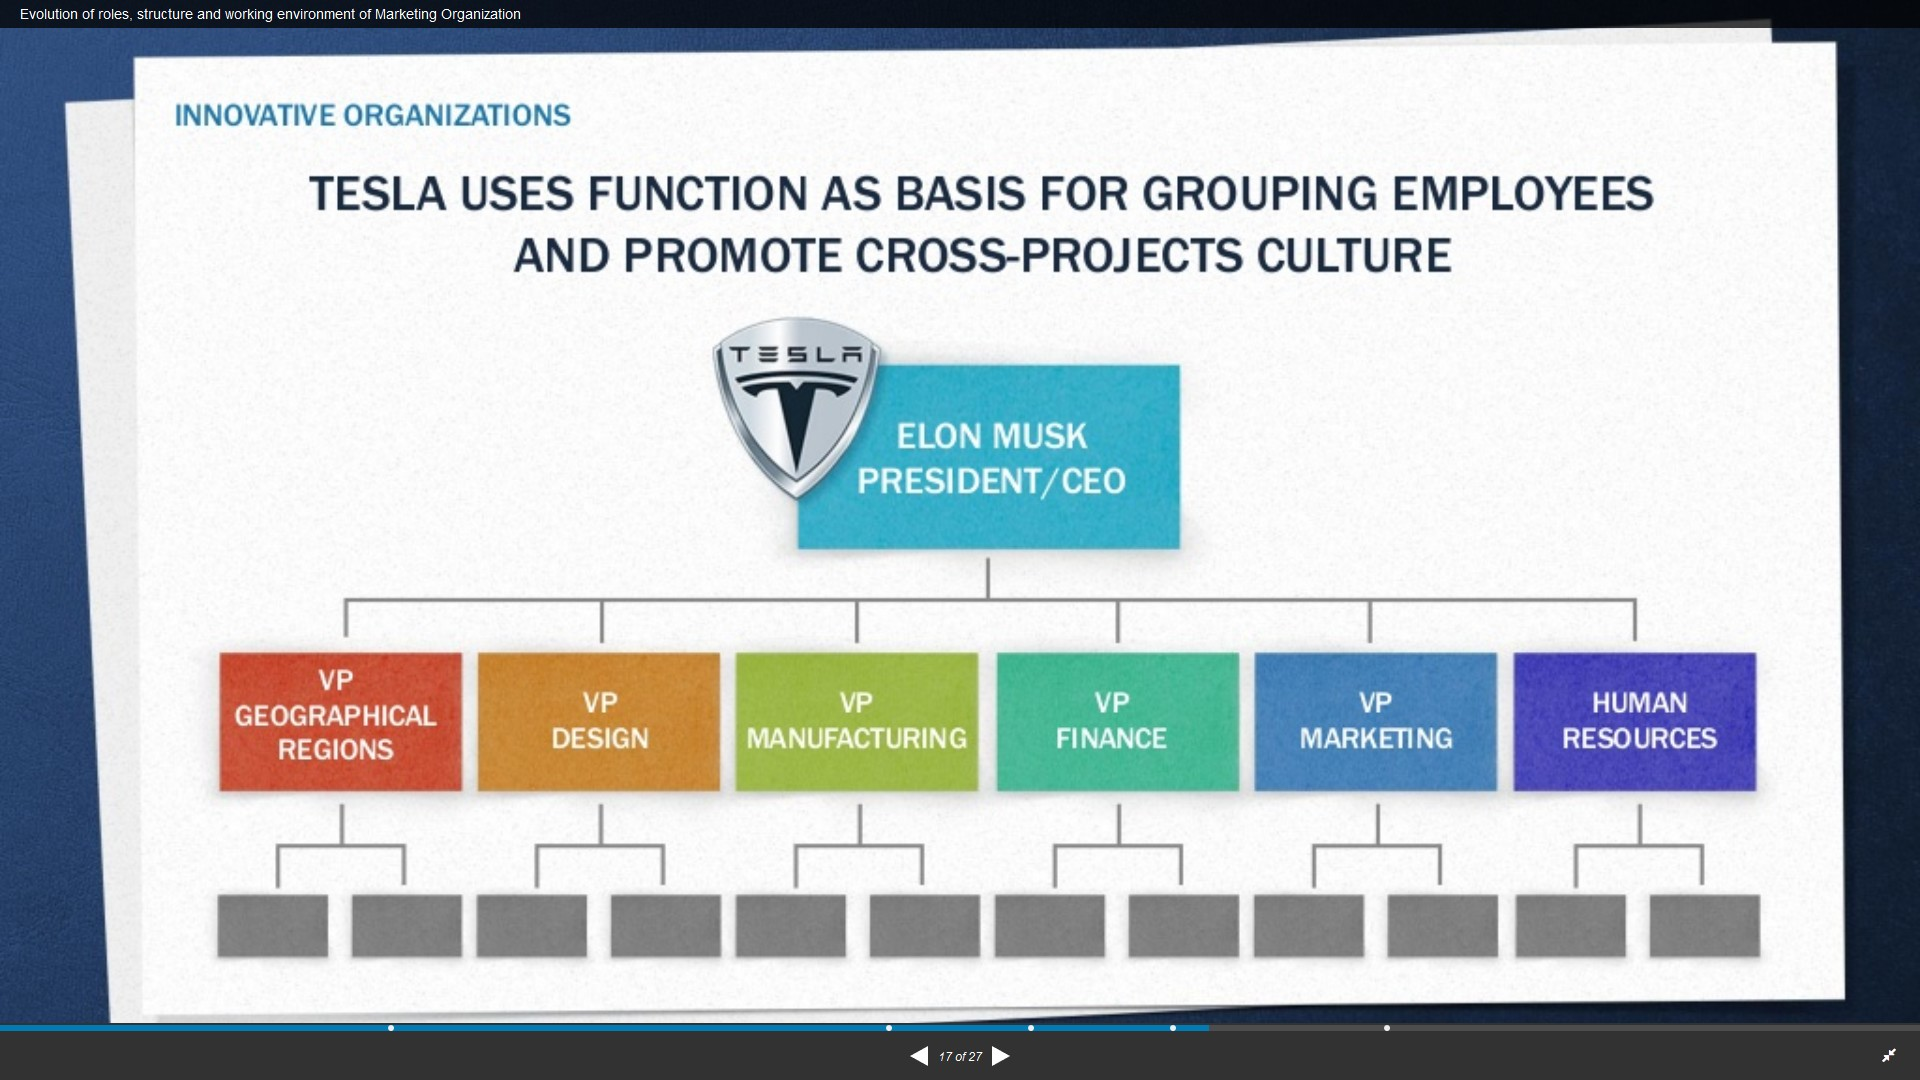 Evolution of roles, structure and working environment of Marketing Organization
INNOVATIVE ORGANIZATIONS
TESLA USES FUNCTION AS BASIS FOR GROUPING EMPLOYEES
AND PROMOTE CROSS-PROJECTS CULTURE
TESLA
ELON MUSK
PRESIDENT/CEO
VP
GEOGRAPHICAL
REGIONS
VP
DESIGN
VP
MANUFACTURING
VP
FINANCE
VP
MARKETING
HUMAN
RESOURCES
17 of 27